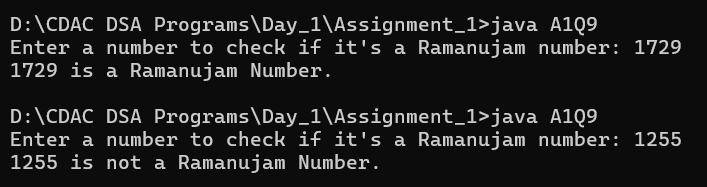 D:\CDAC DSA Programs\Day_1\Assignment_1>java A1Q9
Enter a number to check if it's a Ramanujam number: 1729
1729 is a Ramanujam Number.
D:\CDAC DSA Programs\Day_1\Assignment_1>java A1Q9
Enter a number to check if it's a Ramanujam number: 1255
1255 is not a Ramanujam Number.